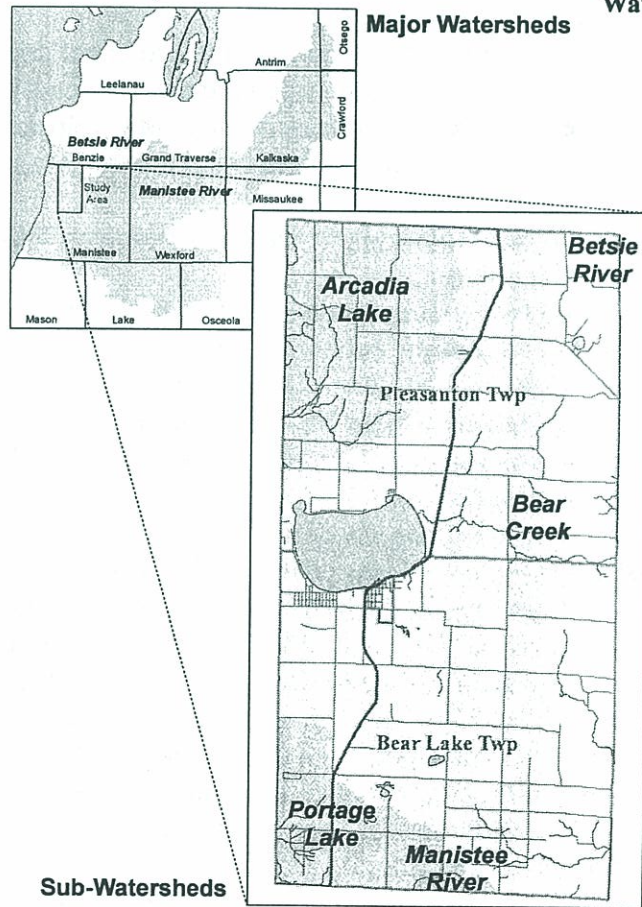 Wa
Major Watersheds
Otsego
Antrim
Leelanau
Crawford
Betsie River
Benzie
Grand Traverse
Kalkaska
Study
Area
Manistee River
Missaukee
Manistee
Wexford
Mason
Lake
Osceola
Betsie
River
Arcadia
Lake
Pleasanton Twp
Bear
Creek
Bear Lake Twp
Portage
Lake
Manistee
River
Sub-Watersheds